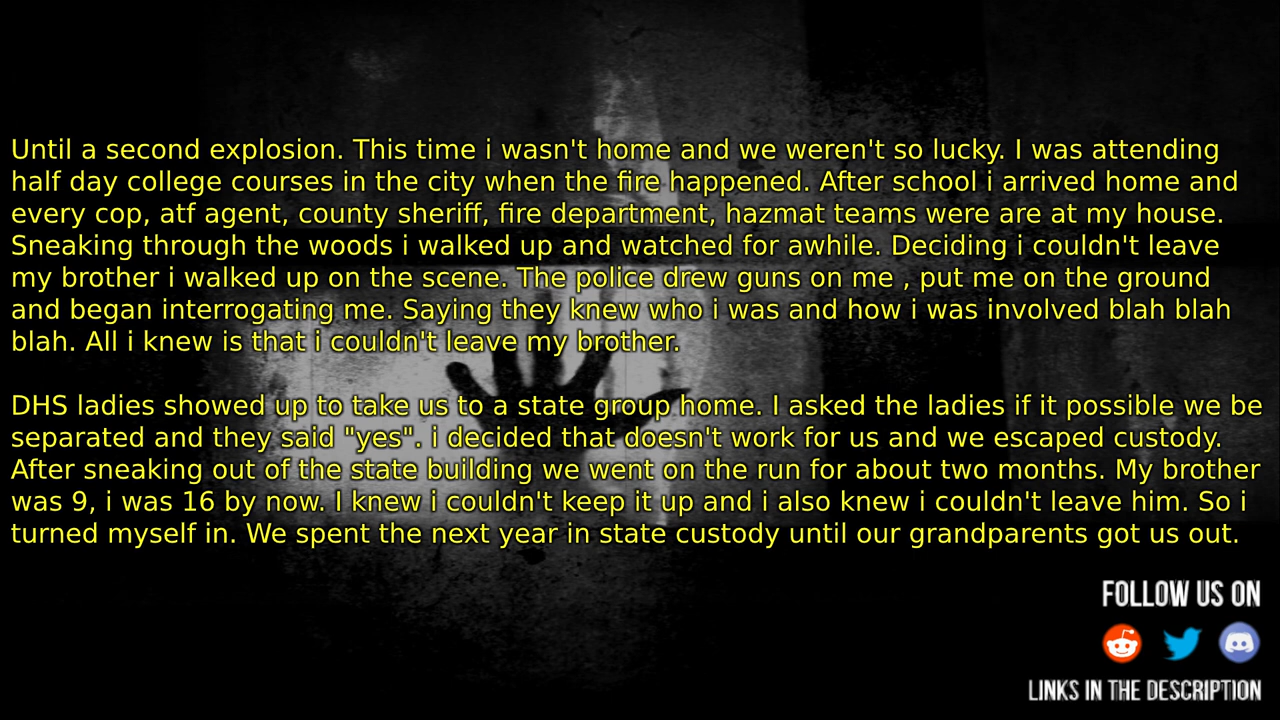 Until a second explosion. This time i wasn't home and we weren't so lucky. I was attending
half day college courses in the city when the fire happened. After school i arrived home and
every cop, atf agent, county sheriff, fire department, hazmat teams were are at my house.
Sneaking through the woods i walked up and watched for awhile. Deciding i couldn't leave
my brother i walked up on the scene. The police drew guns on me , put me on the ground
and began interrogating me. Saying they knew who i was and how i was involved blah blah
blah. All i knew is that i couldn't leave my brother.
DHS ladies showed up to take us to a state group home. I asked the ladies if it possible we be
separated and they said "yes". i decided that doesn't work for us and we escaped custody.
After sneaking out of the state building we went on the run for about two months. My brother
was 9, i was 16 by now. I knew i couldn't keep it up and i also knew i couldn't leave him. So i
turned myself in. We spent the next year in state custody until our grandparents got us out.
FOLLOW US ON
LINKS IN THE DESCRIPTION